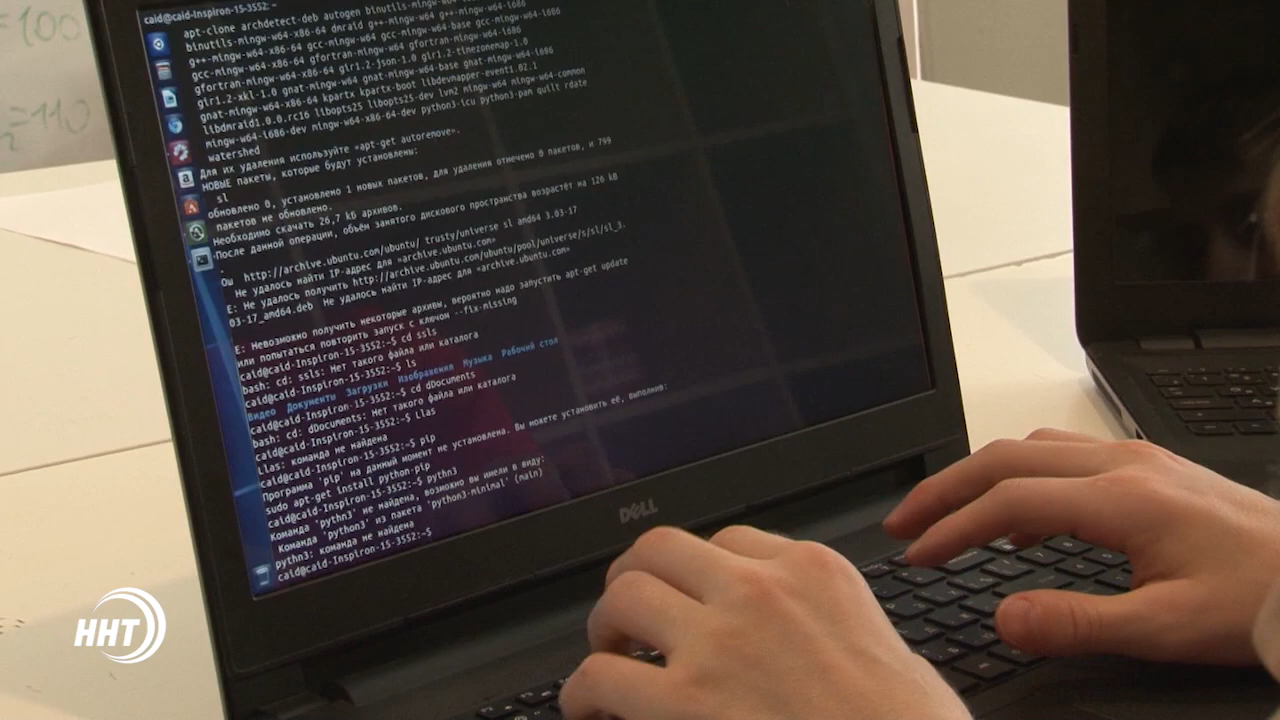 =100
=110
caid@caid-Inspiron-15-3552: ~
apt-clone archdetect-deb autogen binutils-mingw-w64
binutils-mingw-w64-x86-64 dmraid g++-mingw-w64 g++-mingw-w64-i686
g++-mingw-w64-x86-64 gcc-mingw-w64 gcc-mingw-w64-base gcc-mingw-w64-i686
gcc-mingw-w64-x86-64 gfortran-mingw-w64 gfortran-mingw-w64-i686
gfortran-mingw-w64-x86-64 gir1.2-json-1.0 gir1.2-timezonemap-1.0
gir1.2-xkl-1.0 gnat-mingw-w64 gnat-mingw-w64-base gnat-mingw-w64-i686
gnat-mingw-w64-x86-64 kpartx kpartx-boot libdevmapper-event1.02.1
libdmraid1.0.0.rc16 libopts25 libopts25-dev lvm2 mingw-w64 mingw-w64-common
mingw-w64-i686-dev mingw-w64-x86-64-dev python3-icu python3-pam quilt rdate
watershed
Для их удаления используйте «apt-get autoremove».
НОВЫЕ пакеты, которые будут установлены:
sl
обновлено 0, установлено 1 новых пакетов, для удаления отмечено 0 пакетов, и 799
пакетов не обновлено.
Необходимо скачать 26,7 kБ архивов.
После данной операции, объём занятого дискового пространства возрастёт на 126 kB
.
Ош http://archive.ubuntu.com/ubuntu/ trusty/universe sl amd64 3.03-17
Не удалось найти IP-адрес для «archive.ubuntu.com»
E: Не удалось получить http://archive.ubuntu.com/ubuntu/pool/universe/s/sl/sl_3.
03-17_amd64.deb Не удалось найти IP-адрес для «archive.ubuntu.com»
E: Невозможно получить некоторые архивы, вероятно надо запустить apt-get update
или попытаться повторить запуск с ключом --fix-missing
caid@caid-Inspiron-15-3552:~$ cd ssls
bash: cd: ssls: Нет такого файла или каталога
caid@caid-Inspiron-15-3552:~$ ls
Видео Документы Загрузки Изображения Музыка Рабочий стол
caid@caid-Inspiron-15-3552:~$ cd dDocuments
bash: cd: dDocuments: Нет такого файла или каталога
caid@caid-Inspiron-15-3552:~$ llas
llas: команда не найдена
caid@caid-Inspiron-15-3552:~$ pip
Программа 'pip' на данный момент не установлена. Вы можете установить её, выполнив:
sudo apt-get install python-pip
caid@caid-Inspiron-15-3552:~$ pythn3
Команда 'pythn3' не найдена, возможно вы имели в виду:
Команда 'python3' из пакета 'python3-minimal' (main)
pythn3: команда не найдена
caid@caid-Inspiron-15-3552:~$
DELL
ННТ